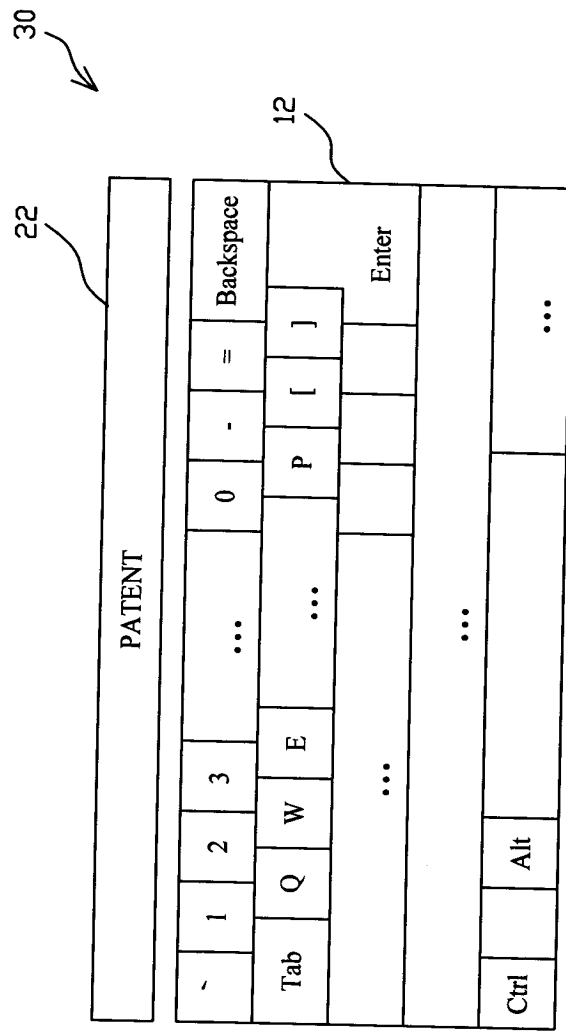 30
22
PATENT
12
` 1 2 3 ... 0 - = Backspace
Tab Q W E ... P [ ]
... Enter
...
Ctrl Alt ...